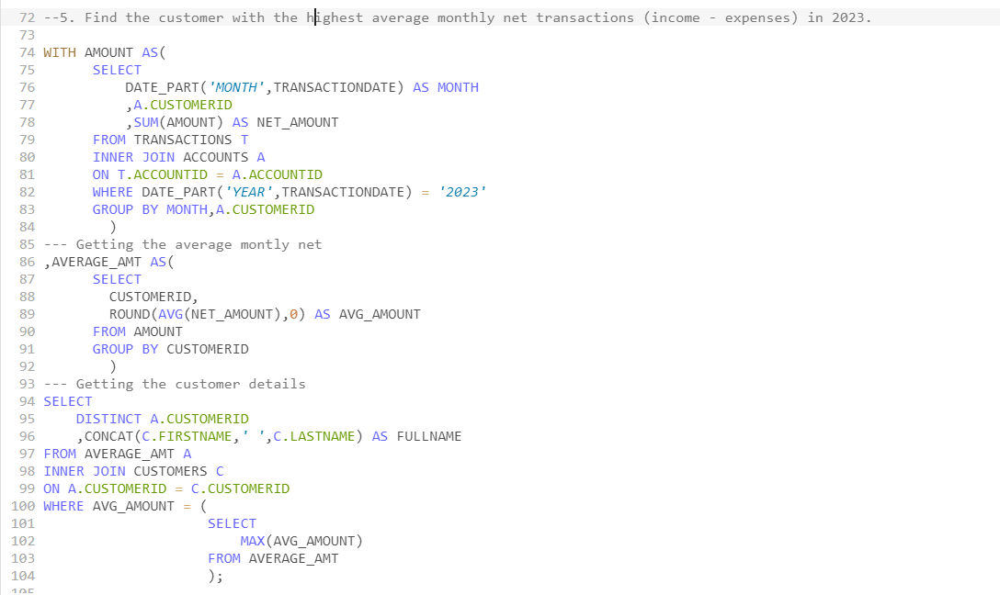 72 --5. Find the customer with the highest average monthly net transactions (income - expenses) in 2023.
73
74 WITH AMOUNT AS(
75 SELECT
76 DATE_PART('MONTH',TRANSACTIONDATE) AS MONTH
77 ,A.CUSTOMERID
78 ,SUM(AMOUNT) AS NET_AMOUNT
79 FROM TRANSACTIONS T
80 INNER JOIN ACCOUNTS A
81 ON T.ACCOUNTID = A.ACCOUNTID
82 WHERE DATE_PART('YEAR',TRANSACTIONDATE) = '2023'
83 GROUP BY MONTH,A.CUSTOMERID
84 )
85 --- Getting the average montly net
86 ,AVERAGE_AMT AS(
87 SELECT
88 CUSTOMERID,
89 ROUND(AVG(NET_AMOUNT),0) AS AVG_AMOUNT
90 FROM AMOUNT
91 GROUP BY CUSTOMERID
92 )
93 --- Getting the customer details
94 SELECT
95 DISTINCT A.CUSTOMERID
96 ,CONCAT(C.FIRSTNAME,' ',C.LASTNAME) AS FULLNAME
97 FROM AVERAGE_AMT A
98 INNER JOIN CUSTOMERS C
99 ON A.CUSTOMERID = C.CUSTOMERID
100 WHERE AVG_AMOUNT = (
101 SELECT
102 MAX(AVG_AMOUNT)
103 FROM AVERAGE_AMT
104 );
105